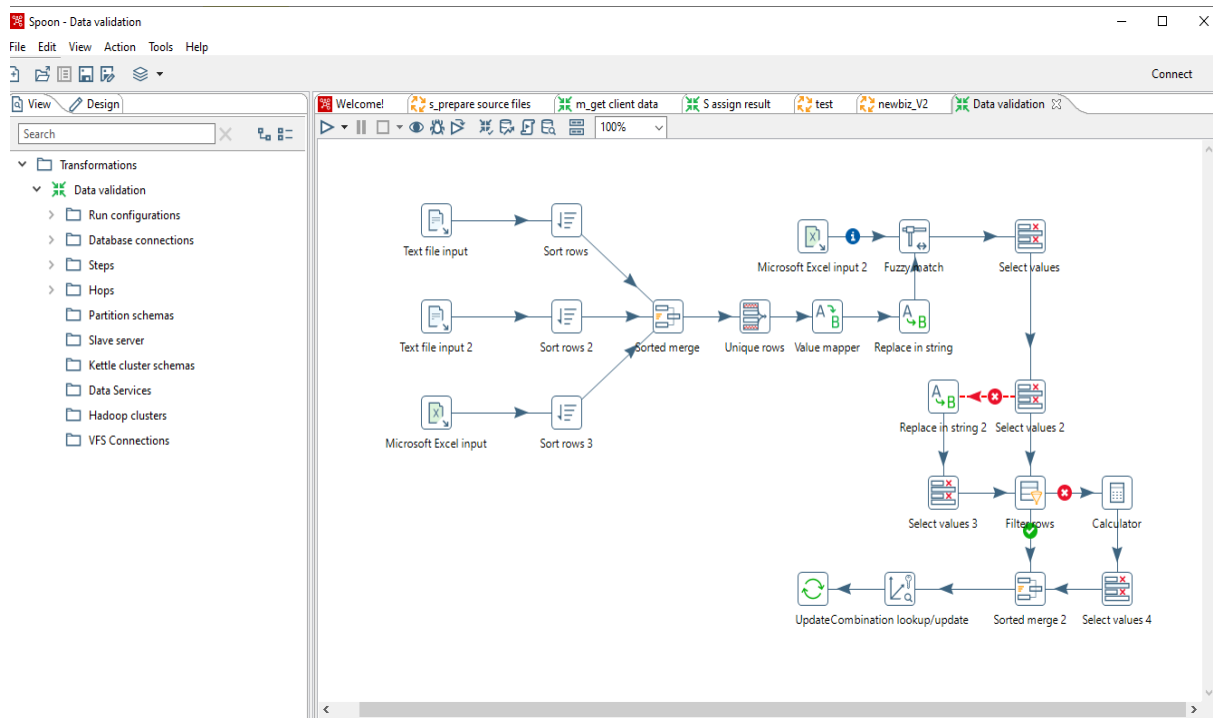 Spoon - Data validation
File Edit View Action Tools Help
Connect
View Design
Search
Transformations
Data validation
Run configurations
Database connections
Steps
Hops
Partition schemas
Slave server
Kettle cluster schemas
Data Services
Hadoop clusters
VFS Connections
Welcome! s_prepare source files m_get client data S assign result test newbiz_V2 Data validation
100%
Text file input Sort rows
Microsoft Excel input 2 Fuzzy match Select values
Text file input 2 Sort rows 2 Sorted merge Unique rows Value mapper Replace in string
Microsoft Excel input Sort rows 3
Replace in string 2 Select values 2
Select values 3 Filter rows Calculator
Update Combination lookup/update Sorted merge 2 Select values 4